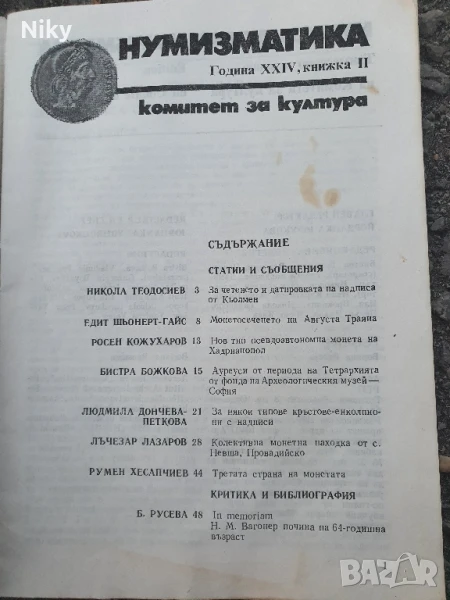 Niky
НУМИЗМАТИКА
Година XXIV, книжка II
комитет за култура
СЪДЪРЖАНИЕ
СТАТИИ И СЪОБЩЕНИЯ
НИКОЛА ТЕОДОСИЕВ 3 За четенето и датировката на надписа
от Кьолмен
ЕДИТ ШЬОНЕРТ-ГАЙС 8 Монетосеченето на Августа Траяна
РОСЕН КОЖУХАРОВ 13 Нов тип псевдоавтономна монета на
Хадрианопол
БИСТРА БОЖКОВА 15 Ауреуси от периода на Тетрархията
от фонда на Археологическия музей —
София
ЛЮДМИЛА ДОНЧЕВА- 21 За някои типове кръстове-енколпио-
ПЕТКОВА ни с надписи
ЛЪЧЕЗАР ЛАЗАРОВ 28 Колективна монетна находка от с.
Невша, Провадийско
РУМЕН ХЕСАПЧИЕВ 44 Третата страна на монетата
КРИТИКА И БИБЛИОГРАФИЯ
Б. РУСЕВА 48 In memoriam
Н. М. Вагонер почина на 64-годишна
възраст
BAZAR